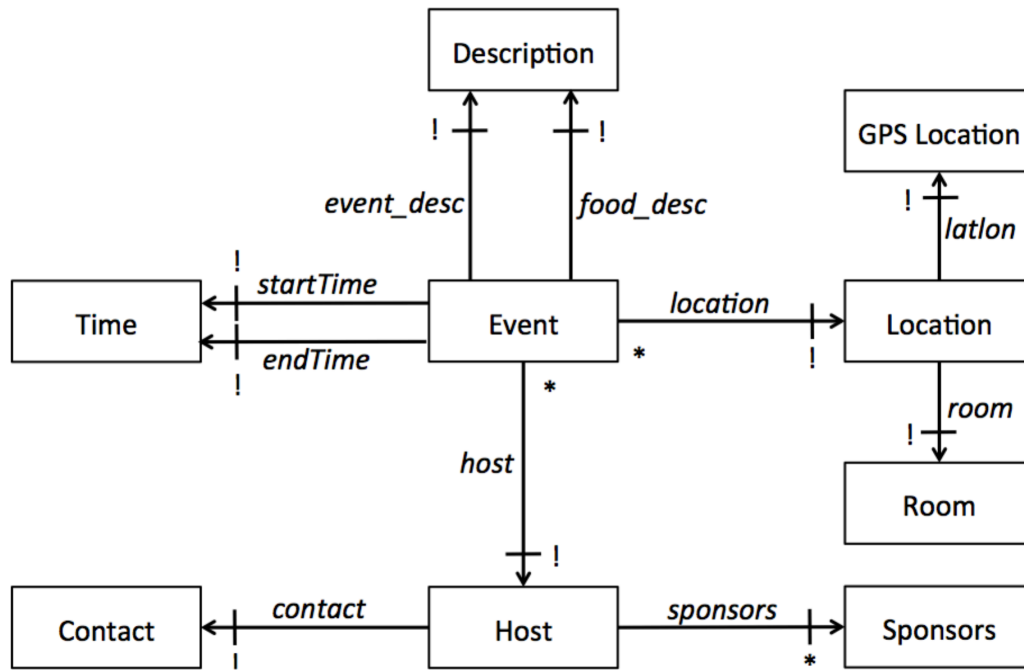 Description
! !
GPS Location
event_desc food_desc
!
latlon
!
startTime
location
Time
Event
Location
*
!
endTime
!
*
room
!
host
Room
!
contact
sponsors
Contact
Host
Sponsors
!
*